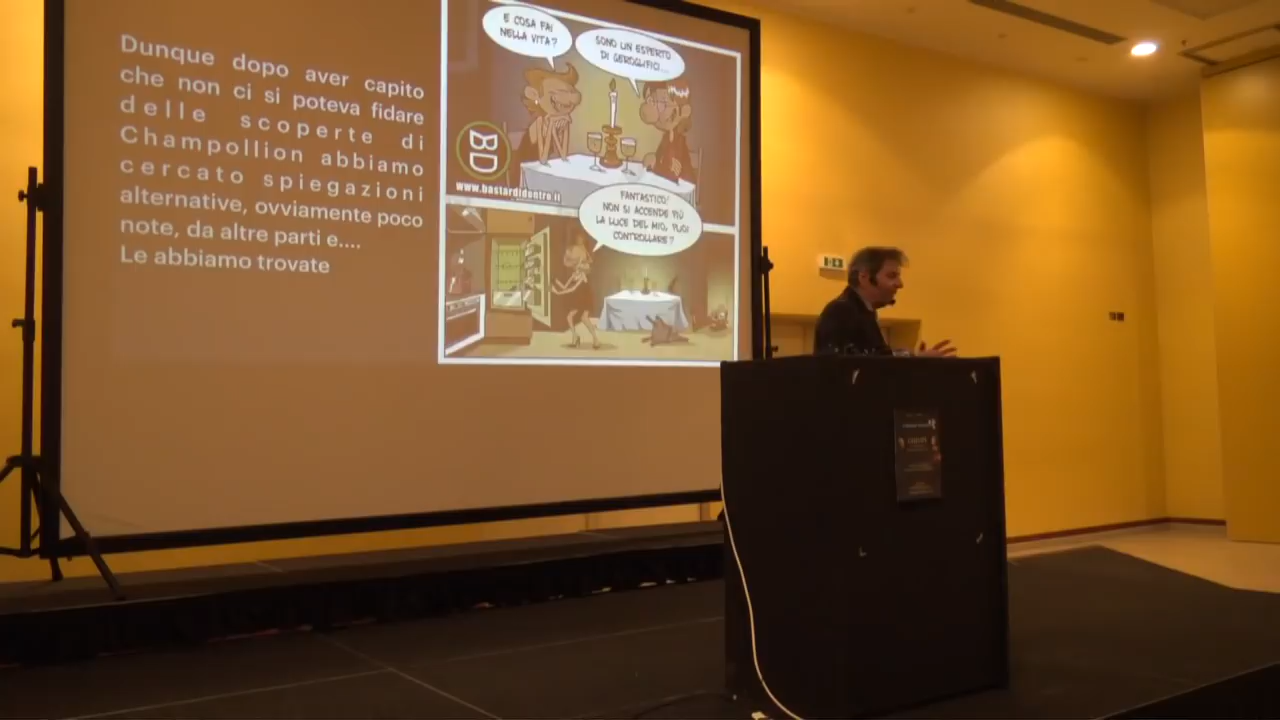 Dunque dopo aver capito
che non ci si poteva fidare
delle scoperte di
Champollion abbiamo
cercato spiegazioni
alternative, ovviamente poco
note, da altre parti e....
Le abbiamo trovate
E COSA FAI
NELLA VITA?
SONO UN ESPERTO
DI GEROGLIFICI...
BD
www.bastardidentro.it
FANTASTICO!
NON SI ACCENDE PIÙ
LA LUCE DEL MIO, PUOI
CONTROLLARE?